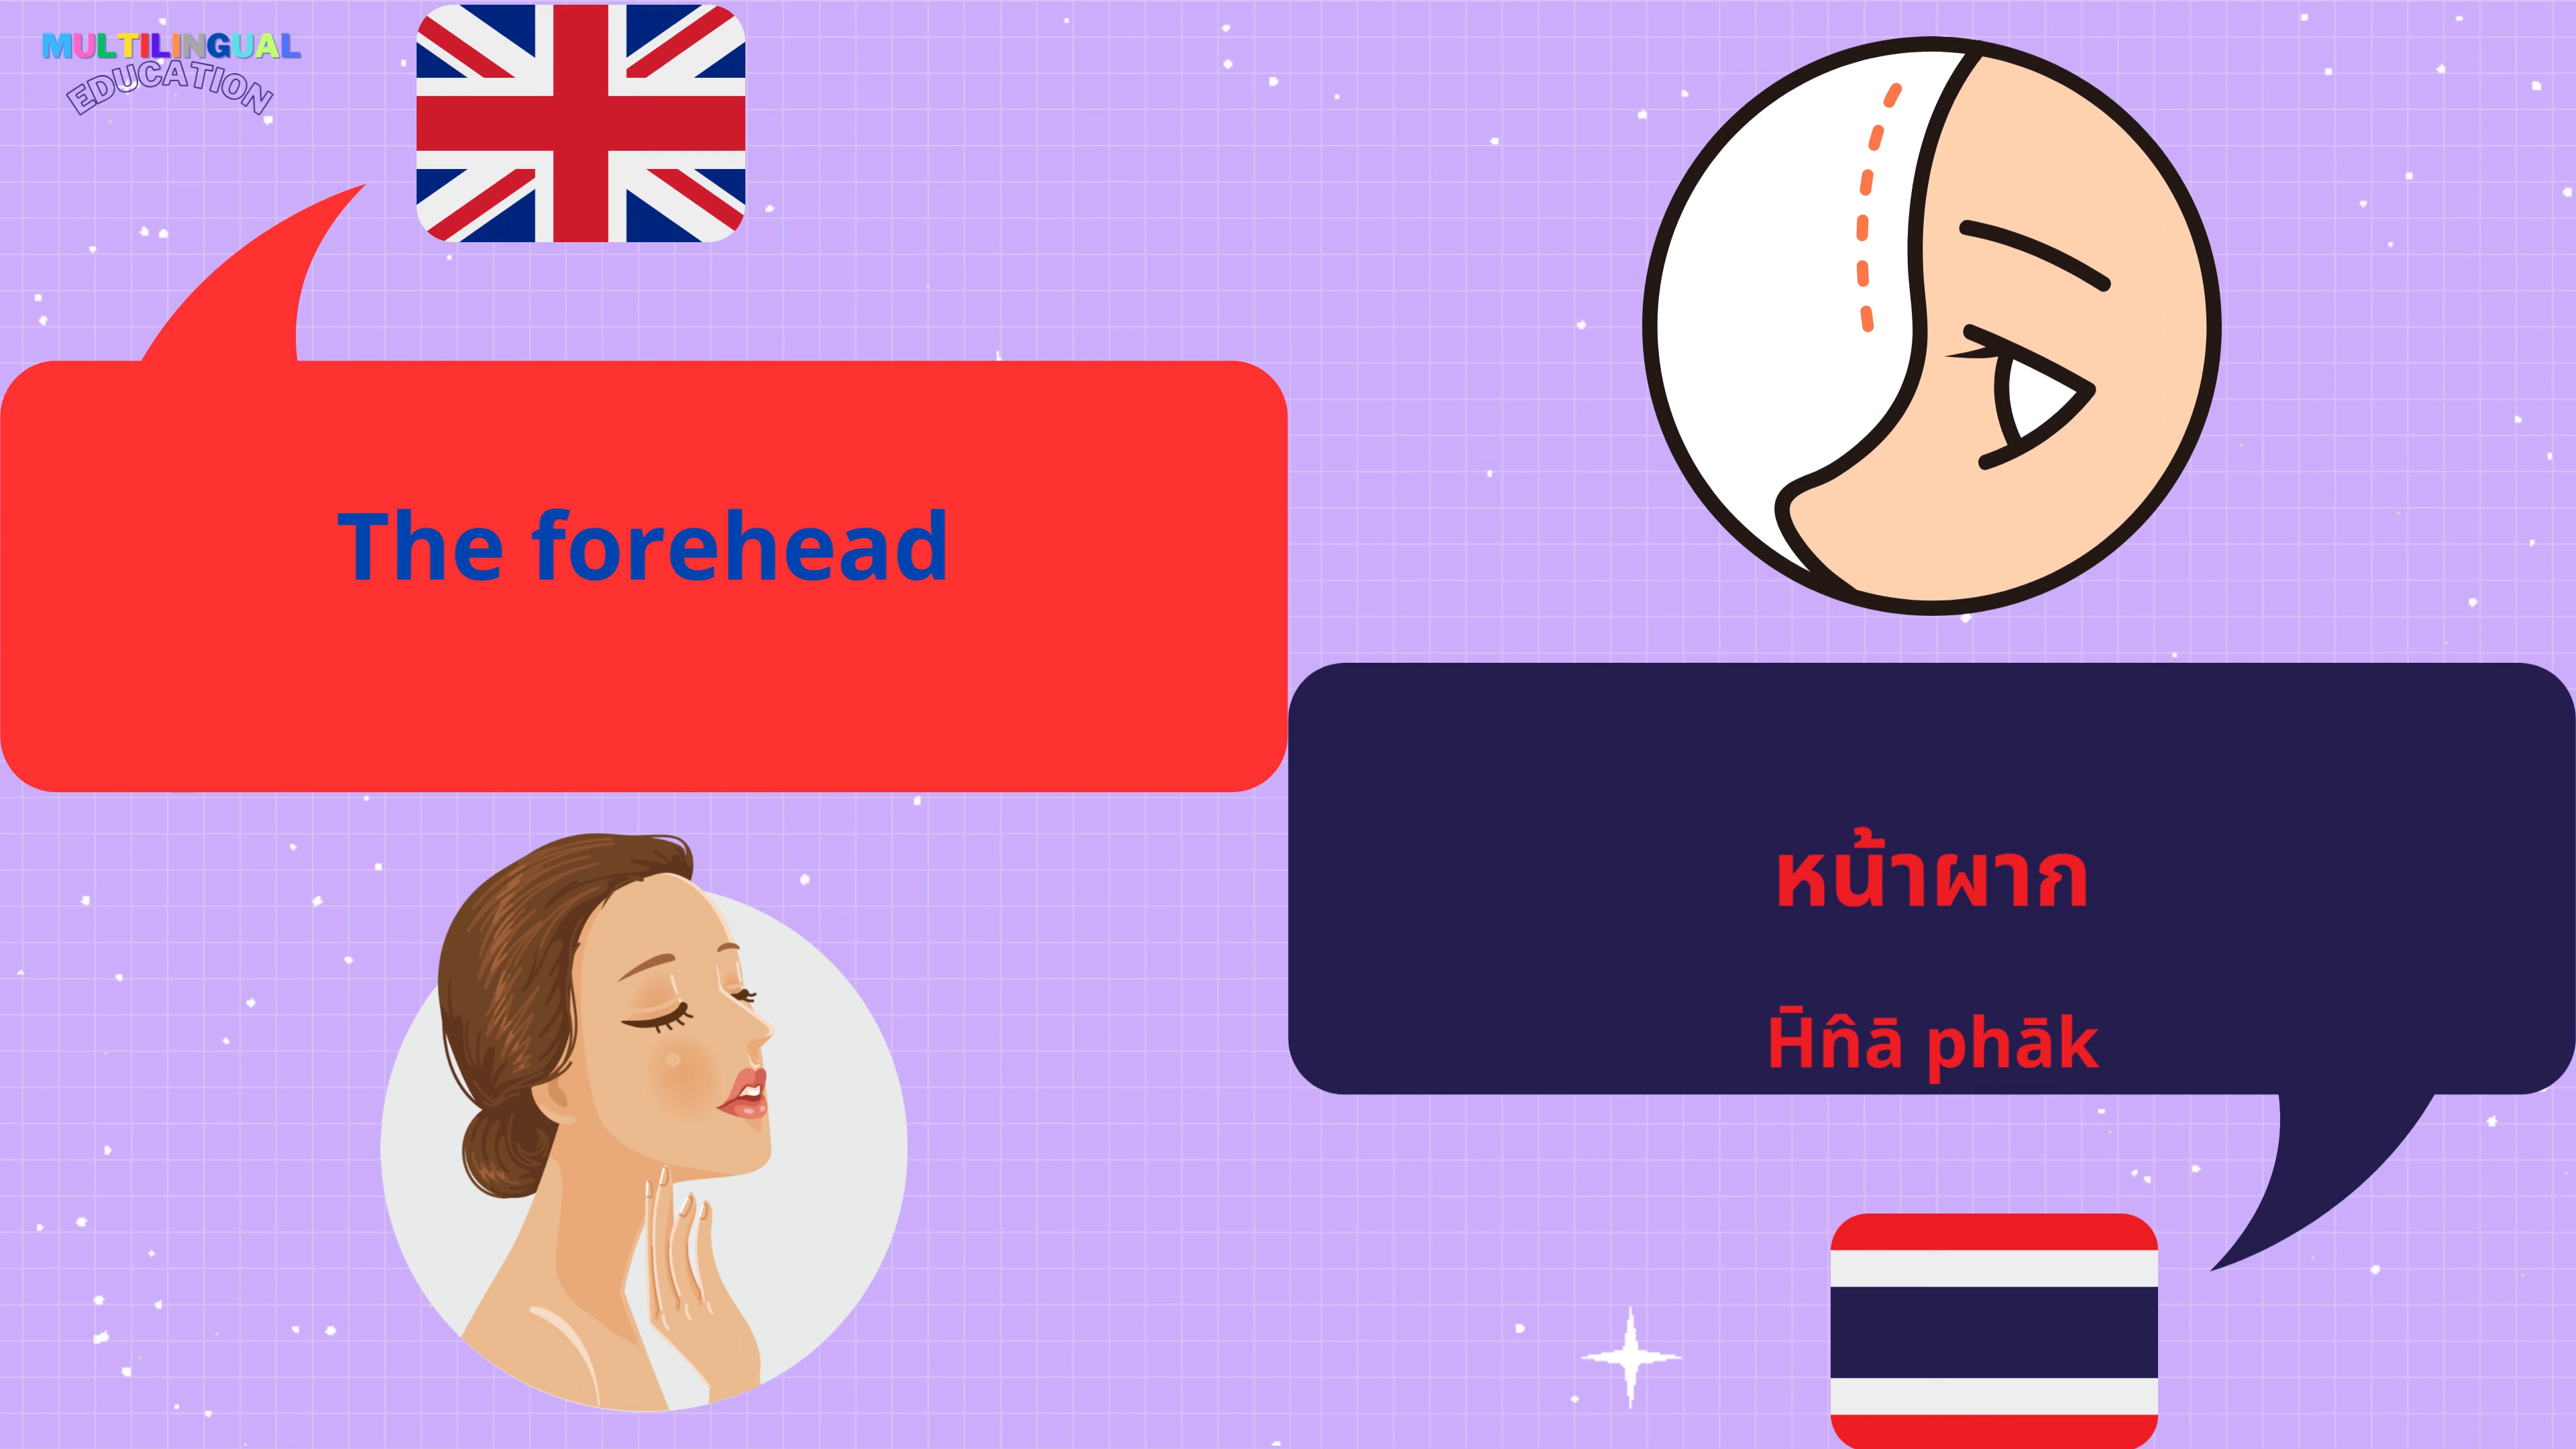 MULTILINGUAL
EDUCATION
The forehead
หน้าผาก
H̄n̂ā phāk